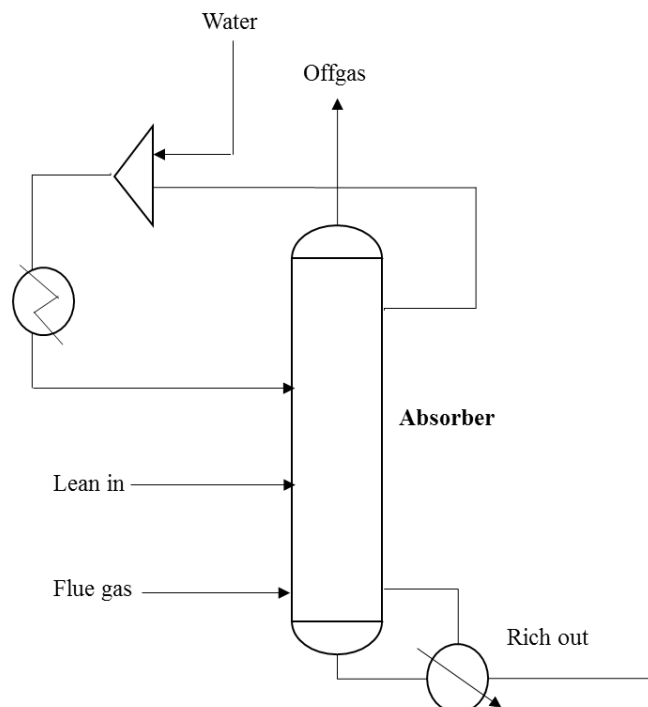 Water
Offgas
Absorber
Lean in
Flue gas
Rich out